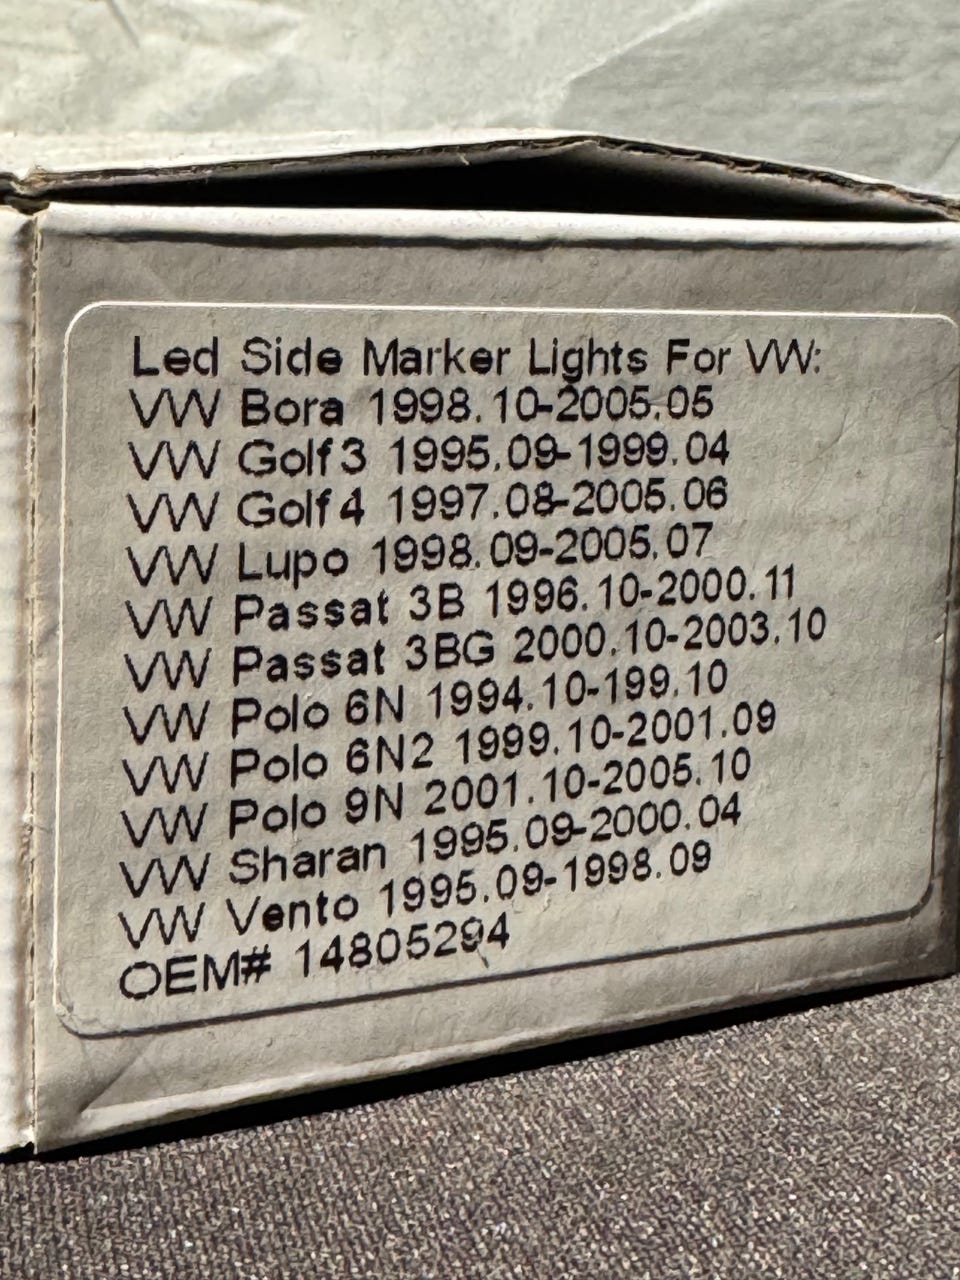 Led Side Marker Lights For VW:
VW Bora 1998.10-2005.05
VW Golf3 1995.09-1999.04
VW Golf4 1997.08-2005.06
VW Lupo 1998.09-2005.07
VW Passat 3B 1996.10-2000.11
VW Passat 3BG 2000.10-2003.10
VW Polo 6N 1994.10-199.10
VW Polo 6N2 1999.10-2001.09
VW Polo 9N 2001.10-2005.10
VW Sharan 1995.09-2000.04
VW Vento 1995.09-1998.09
OEM# 14805294